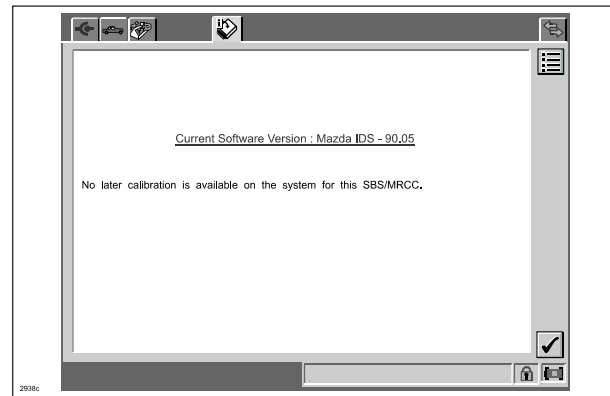 Current Software Version : Mazda IDS - 90.05
No later calibration is available on the system for this SBS/MRCC.
2938c